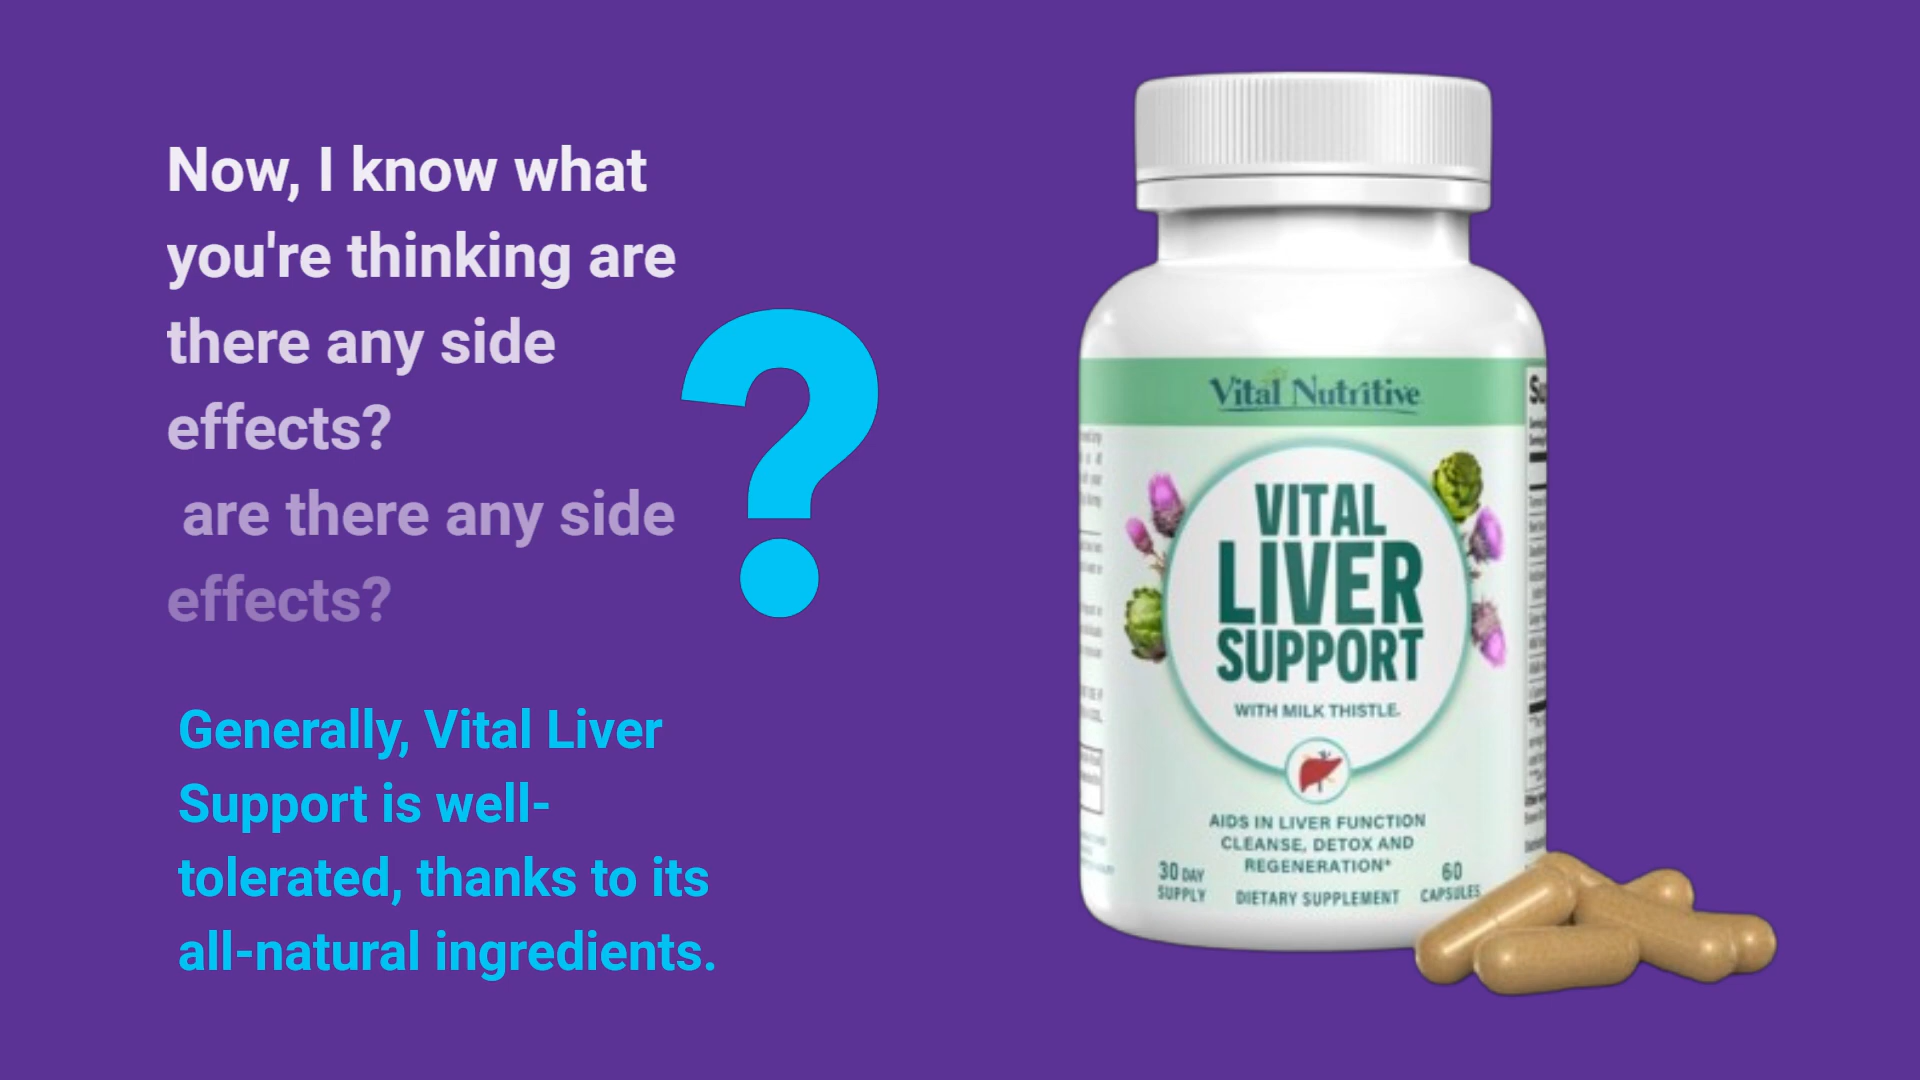 Now, I know what
you're thinking are
there any side
effects?
are there any side
effects?
?
Generally, Vital Liver
Support is well-
tolerated, thanks to its
all-natural ingredients.
Vital Nutritive
VITAL
LIVER
SUPPORT
WITH MILK THISTLE.
AIDS IN LIVER FUNCTION
CLEANSE, DETOX AND
REGENERATION*
30 DAY
SUPPLY
DIETARY SUPPLEMENT
60
CAPSULES